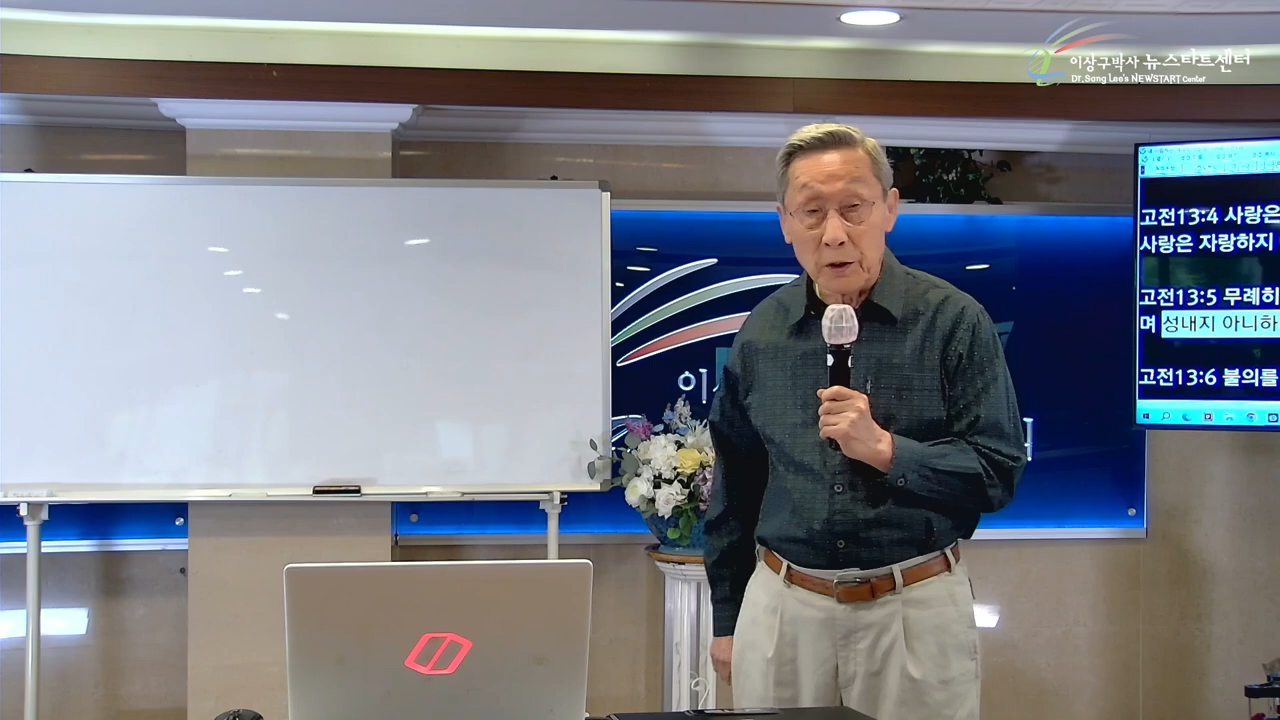 이상구박사 뉴스타트센터
Dr. Sang Lee's NEWSTART Center
고전13:4 사랑은
사랑은 자랑하지
고전13:5 무례히
며 성내지 아니하
고전13:6 불의를
이